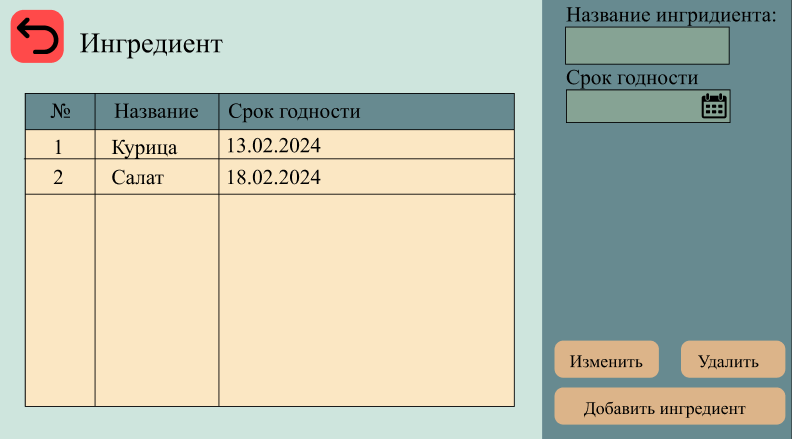 Ингредиент
№ Название Срок годности
1 Курица 13.02.2024
2 Салат 18.02.2024
Название ингридиента:
Срок годности
Изменить Удалить
Добавить ингредиент